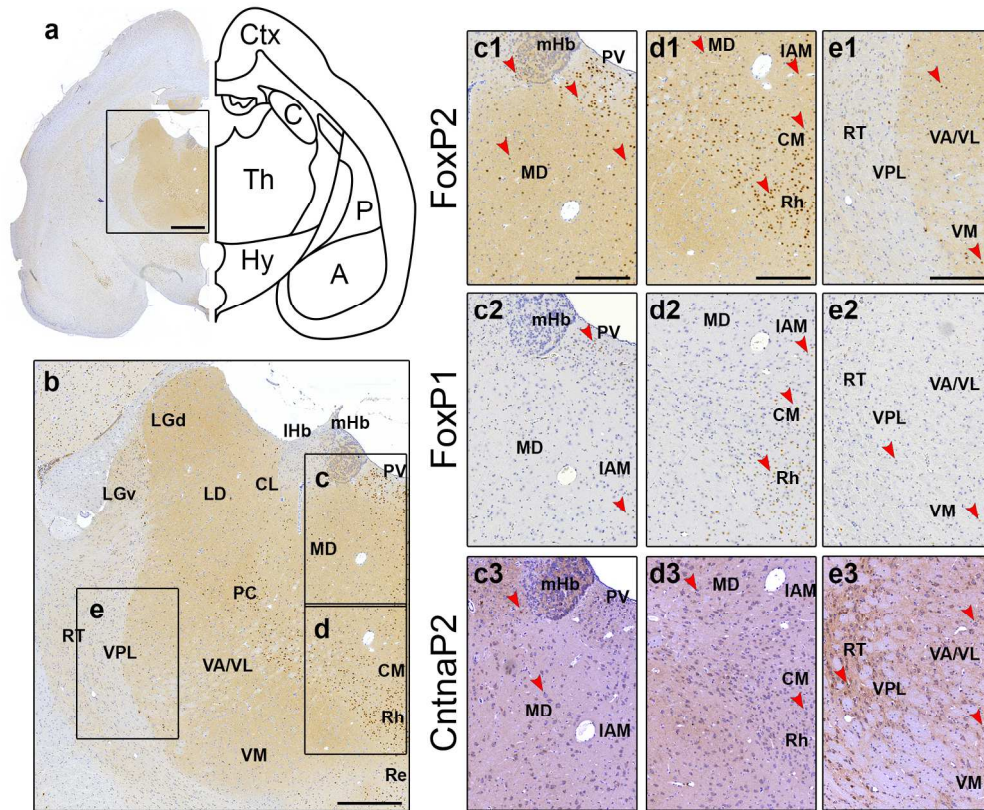 a
Ctx
C
Th
P
Hy
A
b
LGd
lHb
mHb
PV
c
LGv
LD
CL
MD
PC
e
d
RT
VPL
VA/VL
CM
Rh
VM
Re
FoxP2
c1
mHb
PV
MD
d1
MD
IAM
CM
Rh
e1
RT
VA/VL
VPL
VM
FoxP1
c2
mHb
PV
MD
IAM
d2
MD
IAM
CM
Rh
e2
RT
VA/VL
VPL
VM
CntnaP2
c3
mHb
PV
MD
IAM
d3
MD
IAM
CM
Rh
e3
RT
VA/VL
VPL
VM